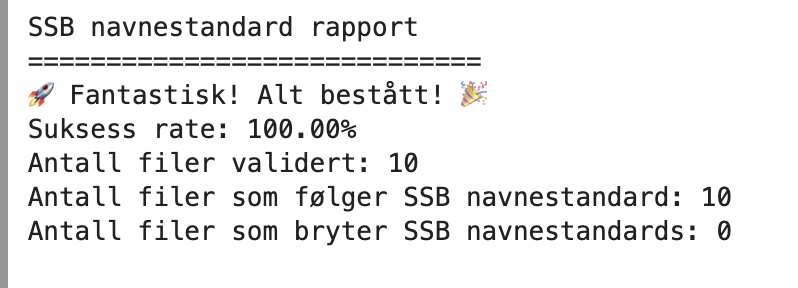 SSB navnestandard rapport
=============================
🚀 Fantastisk! Alt bestått! 🎉
Suksess rate: 100.00%
Antall filer validert: 10
Antall filer som følger SSB navnestandard: 10
Antall filer som bryter SSB navnestandards: 0